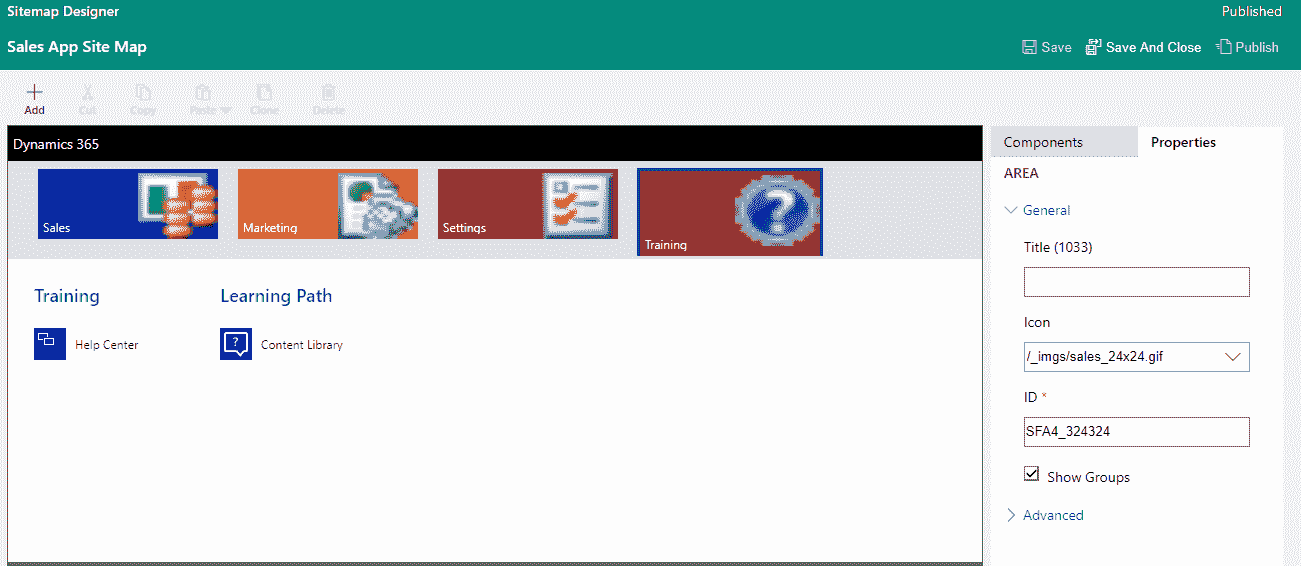 Sitemap Designer Published
Sales App Site Map Save Save And Close Publish
Add Cut Copy Paste Clone Delete
Dynamics 365
Components Properties
Sales Marketing Settings Training
AREA
General
Title (1033)
Training Learning Path
Help Center Content Library
Icon
/_imgs/sales_24x24.gif
ID *
SFA4_324324
Show Groups
Advanced